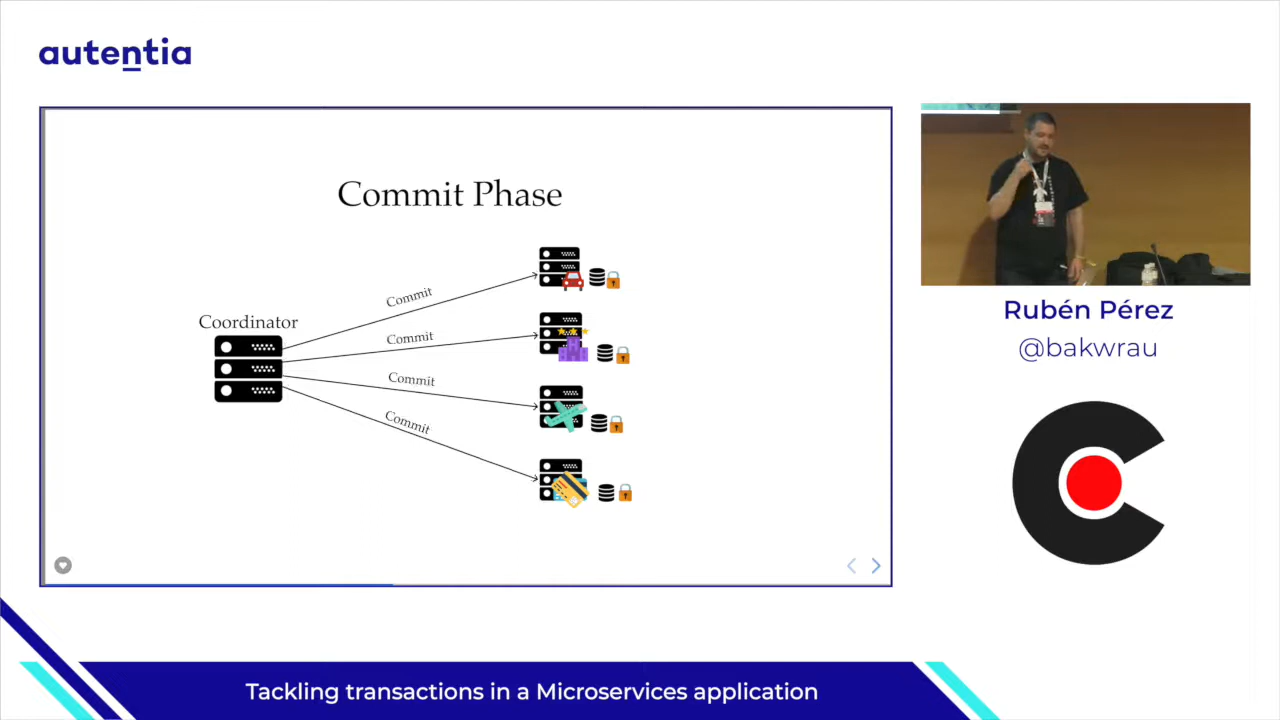 autentia
Commit Phase
Coordinator
Commit
Commit
Commit
Commit
Rubén Pérez
@bakwrau
Tackling transactions in a Microservices application